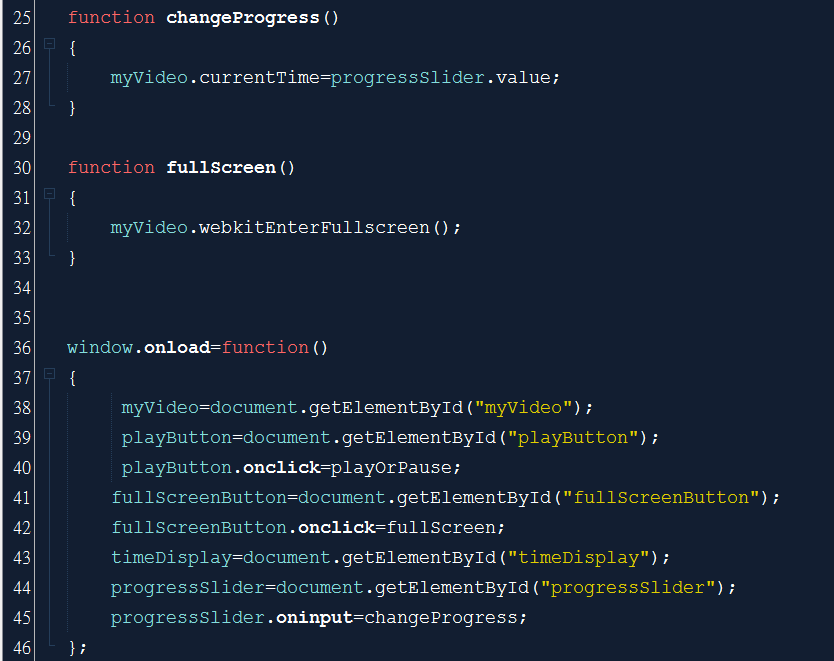 25 function changeProgress()
26 {
27 myVideo.currentTime=progressSlider.value;
28 }
29
30 function fullScreen()
31 {
32 myVideo.webkitEnterFullscreen();
33 }
34
35
36 window.onload=function()
37 {
38 myVideo=document.getElementById("myVideo");
39 playButton=document.getElementById("playButton");
40 playButton.onclick=playOrPause;
41 fullScreenButton=document.getElementById("fullScreenButton");
42 fullScreenButton.onclick=fullScreen;
43 timeDisplay=document.getElementById("timeDisplay");
44 progressSlider=document.getElementById("progressSlider");
45 progressSlider.oninput=changeProgress;
46 };